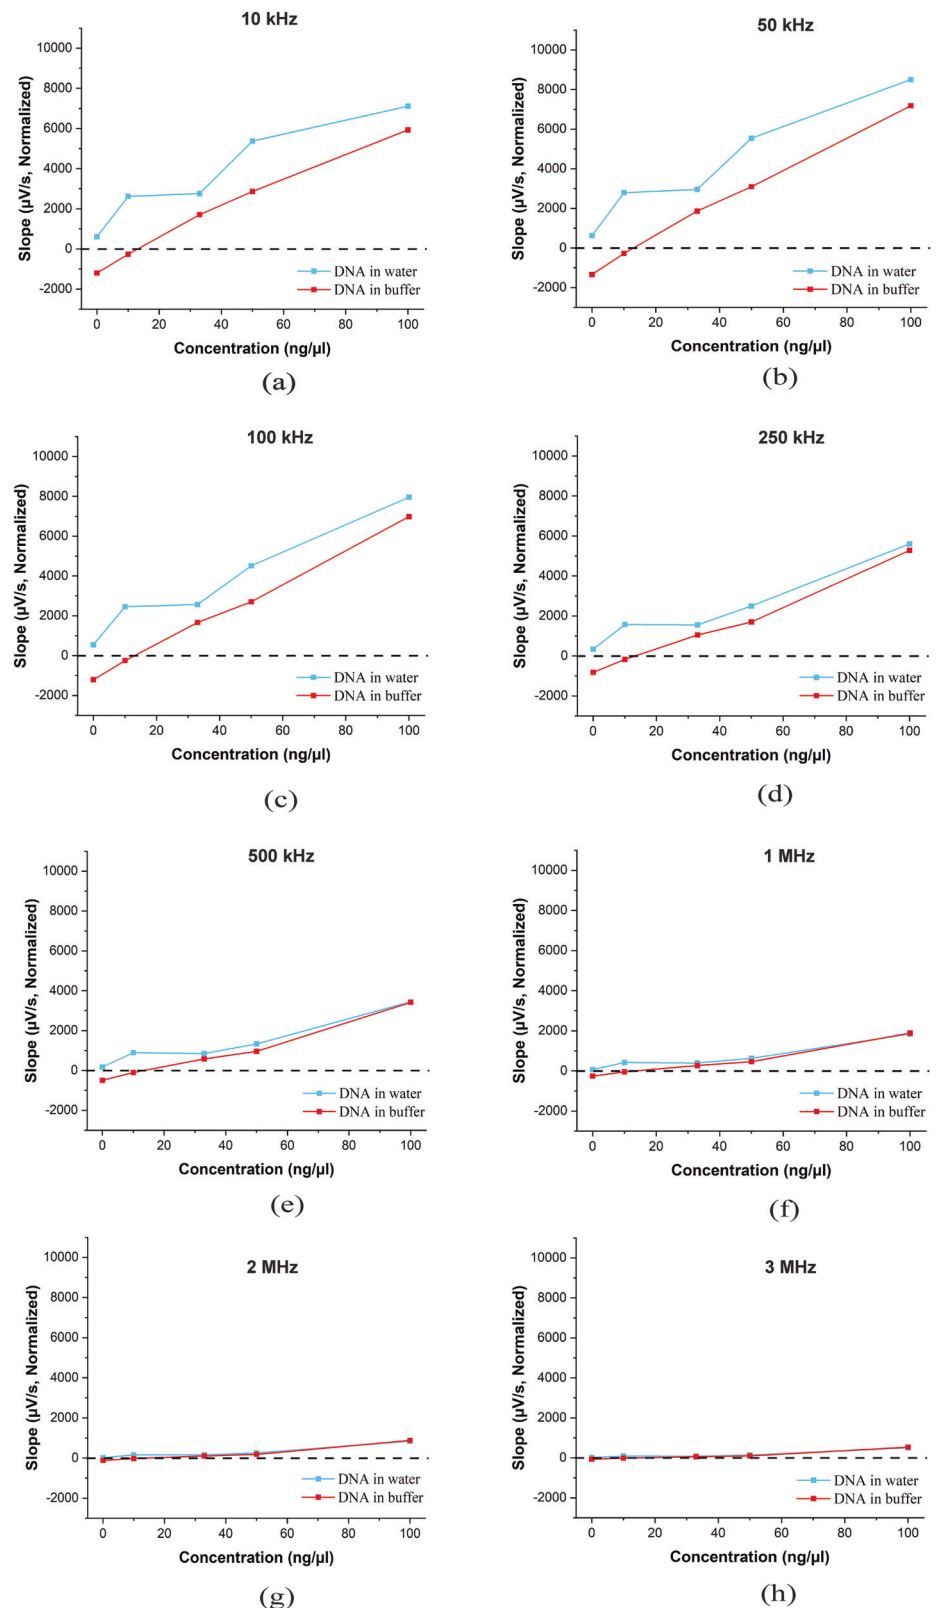 10 kHz
Slope (µV/s, Normalized)
10000
8000
6000
4000
2000
0
-2000
DNA in water
DNA in buffer
0 20 40 60 80 100
Concentration (ng/µl)
(a)
50 kHz
Slope (µV/s, Normalized)
10000
8000
6000
4000
2000
0
-2000
DNA in water
DNA in buffer
0 20 40 60 80 100
Concentration (ng/µl)
(b)
100 kHz
Slope (µV/s, Normalized)
10000
8000
6000
4000
2000
0
-2000
DNA in water
DNA in buffer
0 20 40 60 80 100
Concentration (ng/µl)
(c)
250 kHz
Slope (µV/s, Normalized)
10000
8000
6000
4000
2000
0
-2000
DNA in water
DNA in buffer
0 20 40 60 80 100
Concentration (ng/µl)
(d)
500 kHz
Slope (µV/s, Normalized)
10000
8000
6000
4000
2000
0
-2000
DNA in water
DNA in buffer
0 20 40 60 80 100
Concentration (ng/µl)
(e)
1 MHz
Slope (µV/s, Normalized)
10000
8000
6000
4000
2000
0
-2000
DNA in water
DNA in buffer
0 20 40 60 80 100
Concentration (ng/µl)
(f)
2 MHz
Slope (µV/s, Normalized)
10000
8000
6000
4000
2000
0
-2000
DNA in water
DNA in buffer
0 20 40 60 80 100
Concentration (ng/µl)
(g)
3 MHz
Slope (µV/s, Normalized)
10000
8000
6000
4000
2000
0
-2000
DNA in water
DNA in buffer
0 20 40 60 80 100
Concentration (ng/µl)
(h)